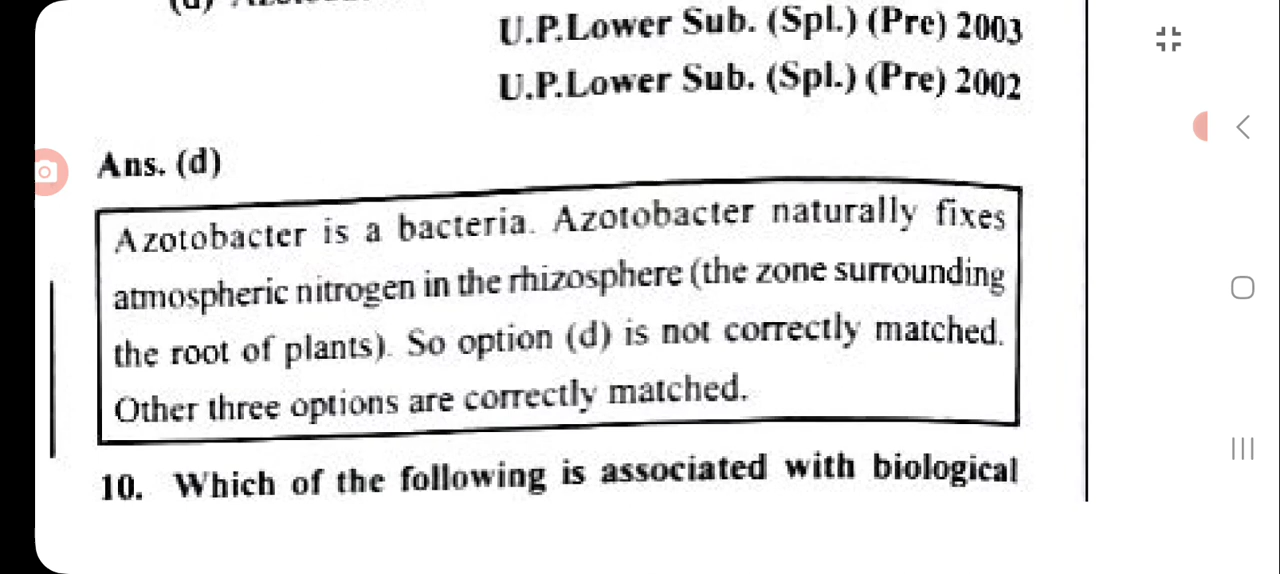 U.P.Lower Sub. (Spl.) (Pre) 2003
U.P.Lower Sub. (Spl.) (Pre) 2002
Ans. (d)
Azotobacter is a bacteria. Azotobacter naturally fixes
atmospheric nitrogen in the rhizosphere (the zone surrounding
the root of plants). So option (d) is not correctly matched.
Other three options are correctly matched.
10. Which of the following is associated with biological